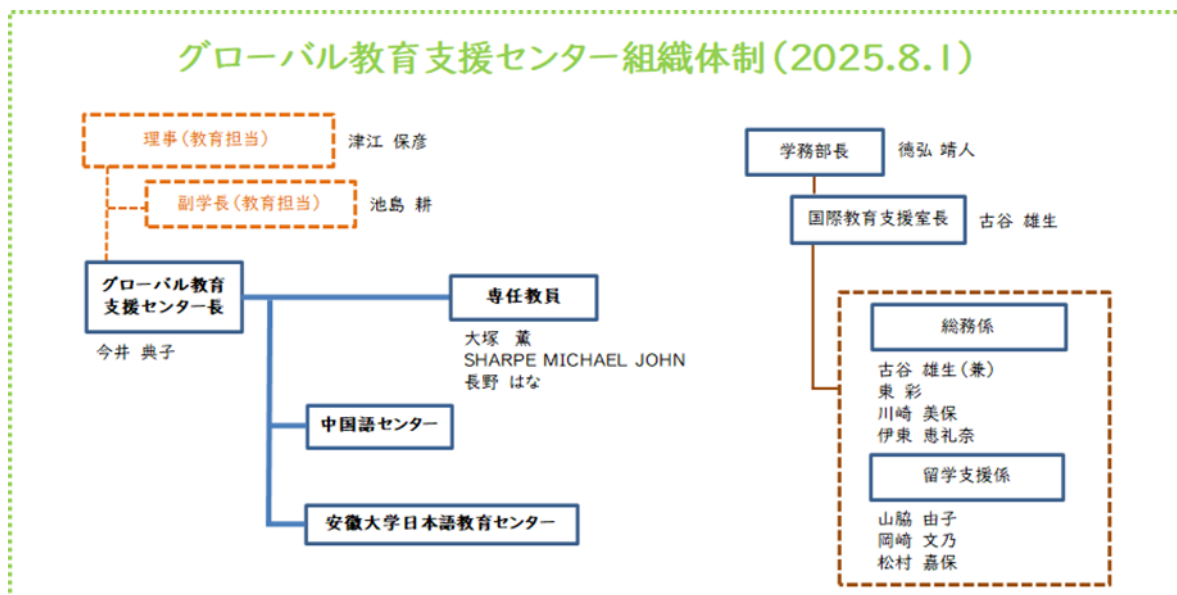 グローバル教育支援センター組織体制(2025.8.1)
理事(教育担当)
津江 保彦
副学長(教育担当)
池島 耕
グローバル教育
支援センター長
今井 典子
専任教員
大塚 薫
SHARPE MICHAEL JOHN
長野 はな
中国語センター
安徽大学日本語教育センター
学務部長
徳弘 靖人
国際教育支援室長
古谷 雄生
総務係
古谷 雄生(兼)
東 彩
川崎 美保
伊東 恵礼奈
留学支援係
山脇 由子
岡崎 文乃
松村 嘉保